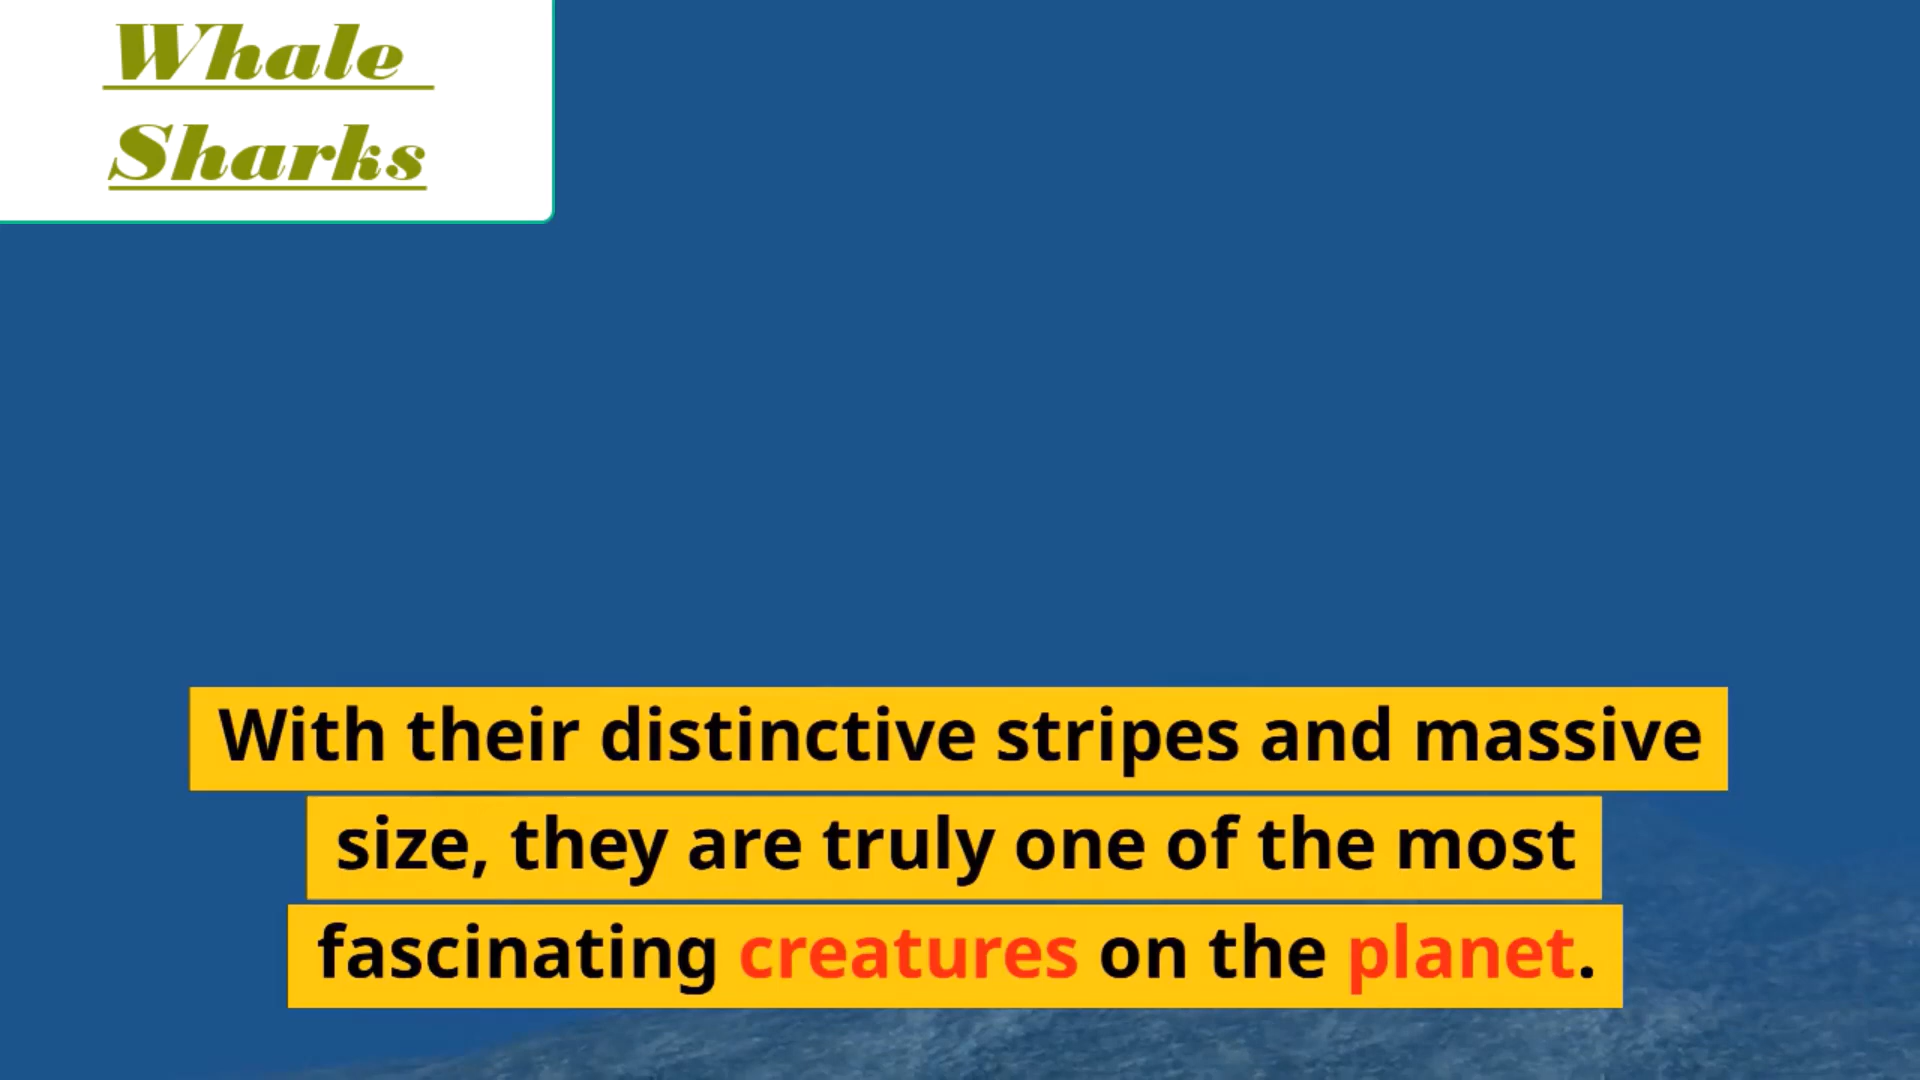 Whale
Sharks
With their distinctive stripes and massive
size, they are truly one of the most
fascinating creatures on the planet.